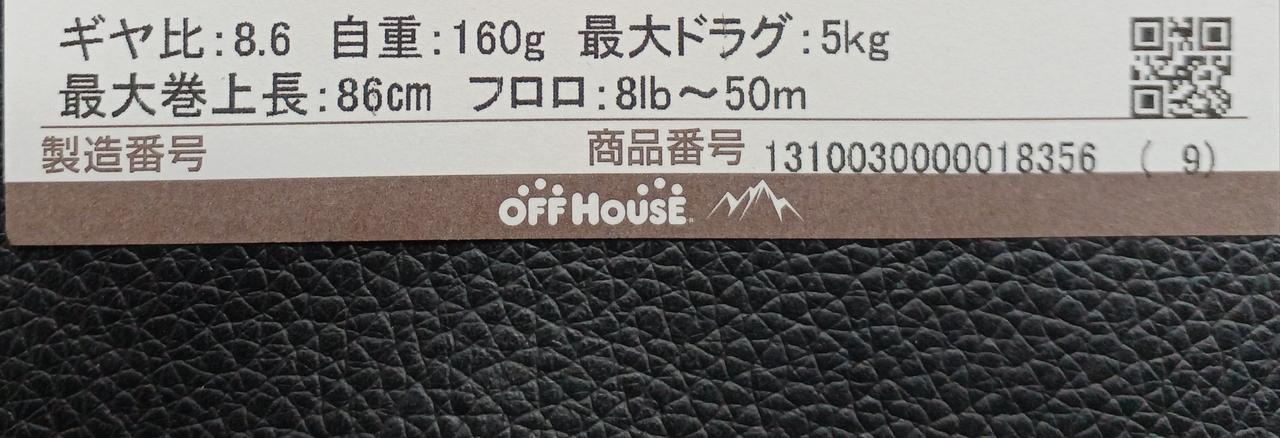 ギヤ比:8.6 自重:160g 最大ドラグ:5kg
最大巻上長:86cm フロロ:8lb～50m
製造番号 商品番号 1310030000018356 ( 9)
OFF HOUSE